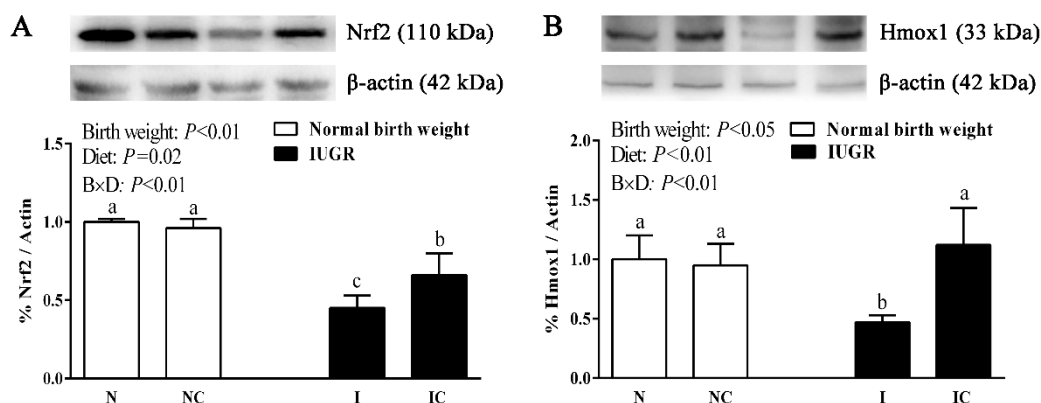 A
Nrf2 (110 kDa)
β-actin (42 kDa)
Birth weight: P<0.01
Diet: P=0.02
B×D: P<0.01
Normal birth weight
IUGR
% Nrf2 / Actin
1.5
1.0
0.5
0.0
a
a
c
b
N
NC
I
IC
B
Hmox1 (33 kDa)
β-actin (42 kDa)
Birth weight: P<0.05
Diet: P<0.01
B×D: P<0.01
Normal birth weight
IUGR
% Hmox1 / Actin
2.0
1.5
1.0
0.5
0.0
a
a
b
a
N
NC
I
IC